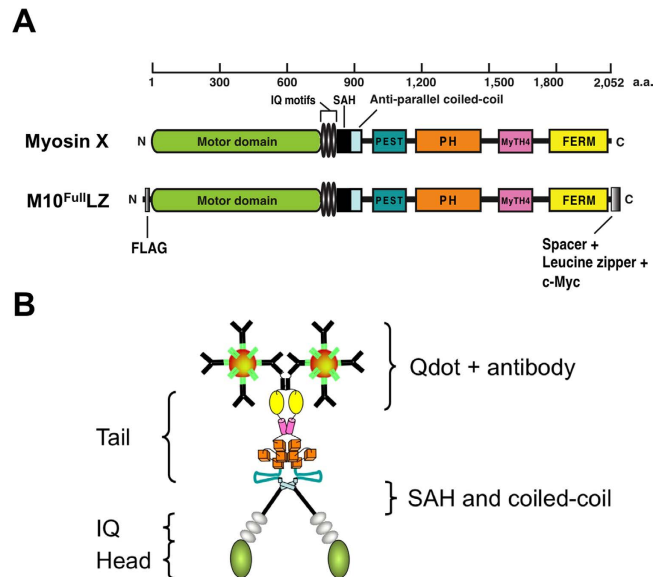 A
1 300 600 900 1,200 1,500 1,800 2,052 a.a.
IQ motifs SAH Anti-parallel coiled-coil
Myosin X N Motor domain PEST PH MyTH4 FERM C
M10FullLZ N Motor domain PEST PH MyTH4 FERM C
FLAG
Spacer +
Leucine zipper +
c-Myc
B
Qdot + antibody
Tail
SAH and coiled-coil
IQ
Head